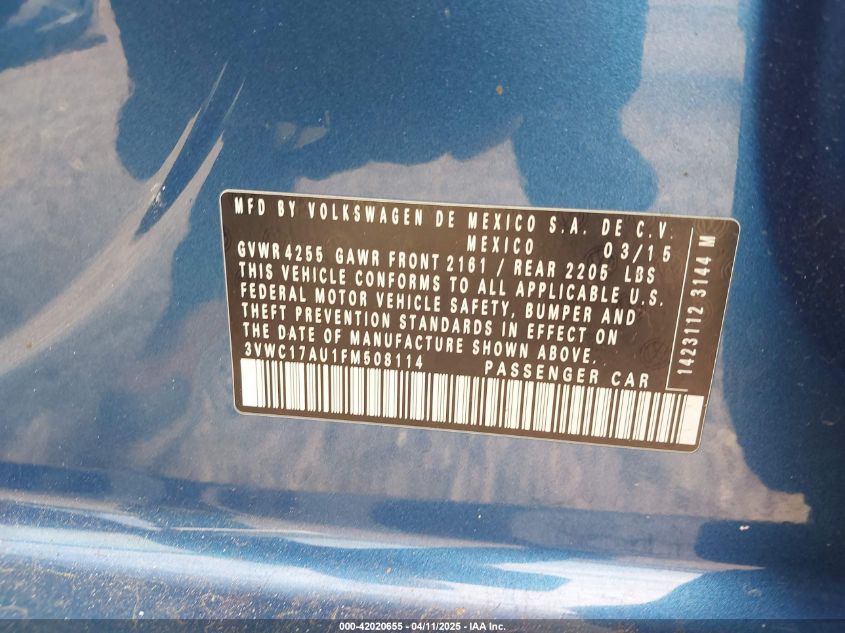 MFD BY VOLKSWAGEN DE MEXICO S.A. DE C.V.
MEXICO 03/15
GVWR 4255 GAWR FRONT 2161 / REAR 2205 LBS
THIS VEHICLE CONFORMS TO ALL APPLICABLE U.S.
FEDERAL MOTOR VEHICLE SAFETY, BUMPER AND
THEFT PREVENTION STANDARDS IN EFFECT ON
THE DATE OF MANUFACTURE SHOWN ABOVE.
3VWC17AU1FM508114 PASSENGER CAR
1423112 3144 M
000-42020655 - 04/11/2025 - IAA Inc.